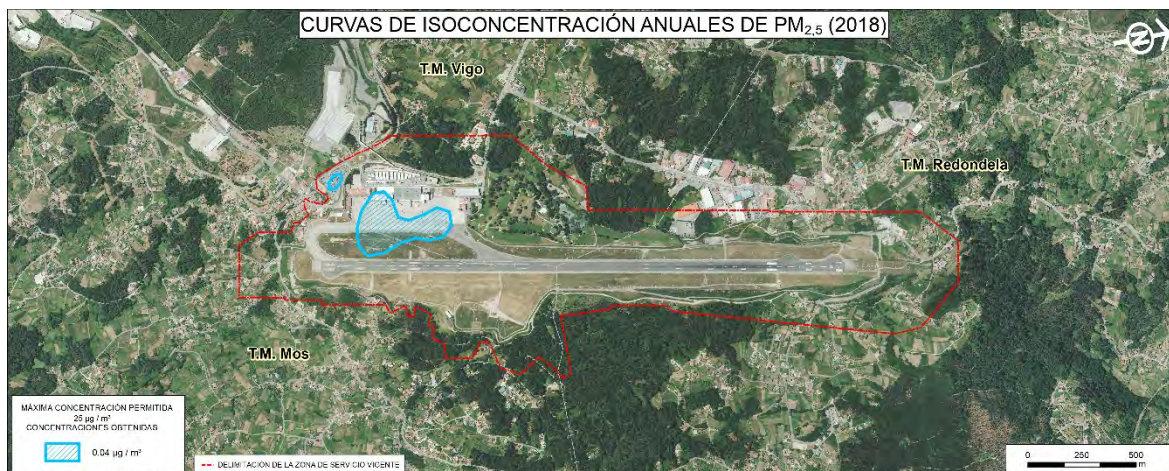 CURVAS DE ISOCONCENTRACIÓN ANUALES DE PM2,5 (2018)
N
T.M. Vigo
T.M. Redondela
T.M. Mos
MÁXIMA CONCENTRACIÓN PERMITIDA
25 µg / m³
CONCENTRACIONES OBTENIDAS
0.04 µg / m³
DELIMITACIÓN DE LA ZONA DE SERVICIO VIGENTE
0 250 500
m